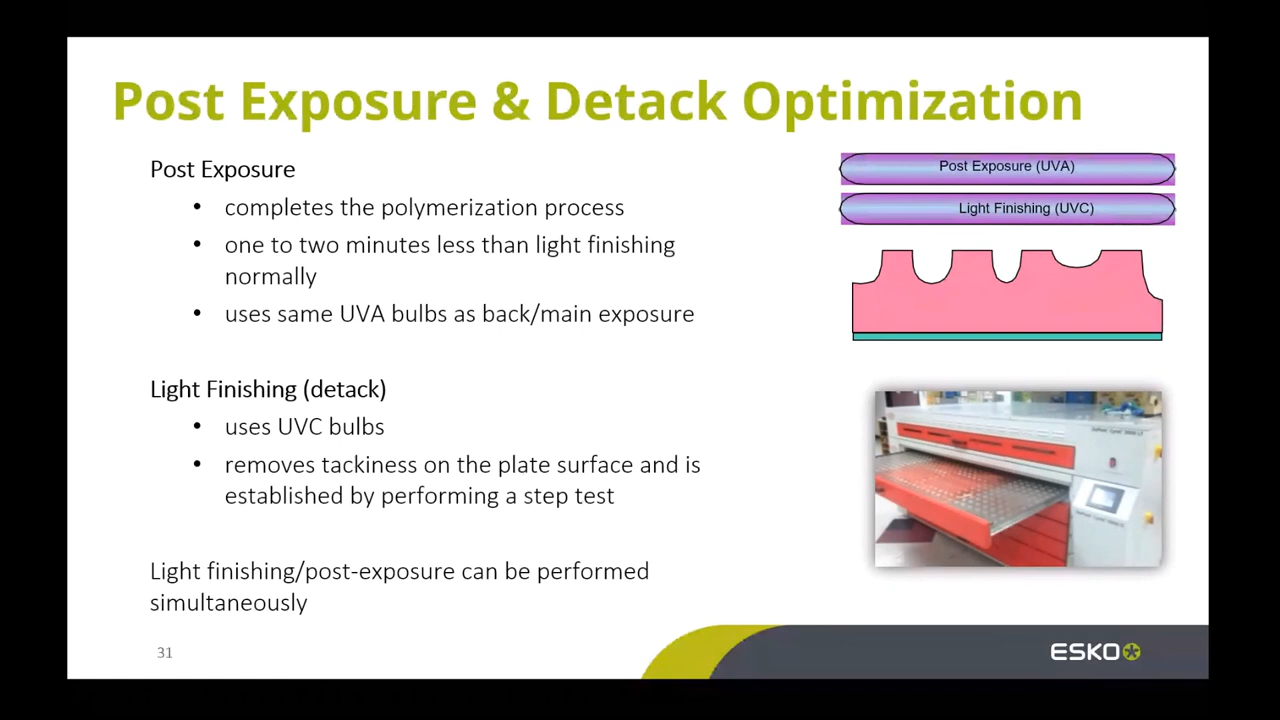 Post Exposure & Detack Optimization
Post Exposure
• completes the polymerization process
• one to two minutes less than light finishing
normally
• uses same UVA bulbs as back/main exposure
Light Finishing (detack)
• uses UVC bulbs
• removes tackiness on the plate surface and is
established by performing a step test
Light finishing/post-exposure can be performed
simultaneously
Post Exposure (UVA)
Light Finishing (UVC)
31
ESKO